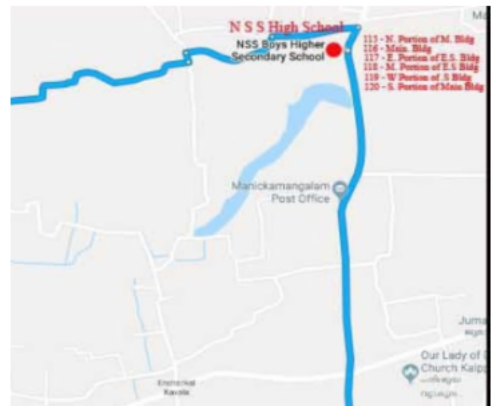 Ma
N S S High School
NSS Boys Higher
Secondary School
115 - N. Portion of M. Bldg
116 - Main. Bldg
117 - E. Portion of E.S. Bldg
118 - M. Portion of E.S Bldg
119 - W Portion of .S Bldg
120 - S. Portion of Main Bldg
Manickamangalam
Post Office
Juma
Our Lady of
Church Kalp
Kavala